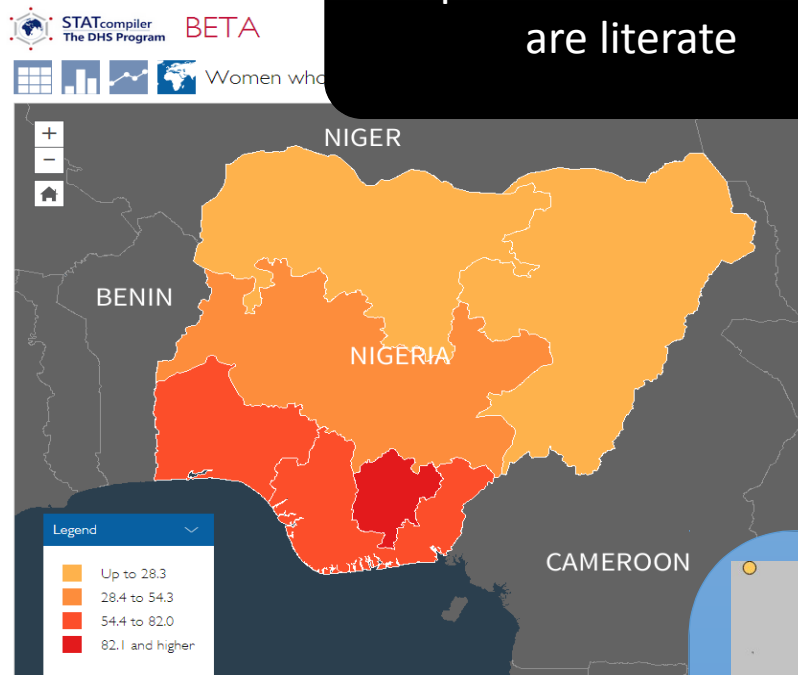 are literate
STATcompiler
The DHS Program
BETA
Women who
+
−
NIGER
BENIN
NIGERIA
CAMEROON
Legend
Up to 28.3
28.4 to 54.3
54.4 to 82.0
82.1 and higher